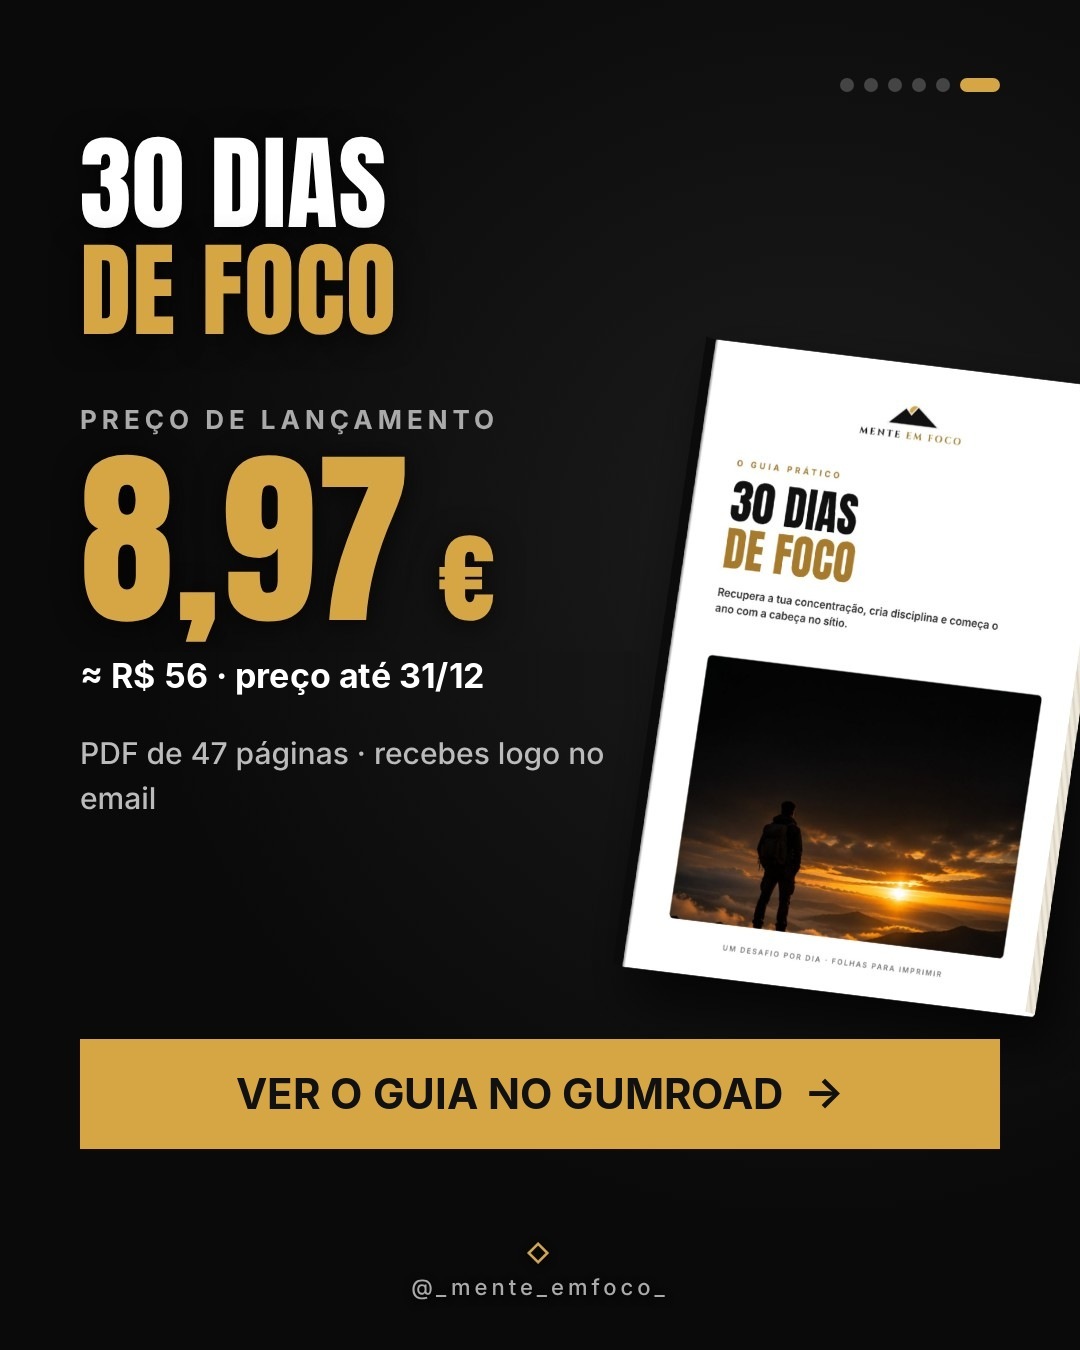 30 DIAS
DE FOCO
PREÇO DE LANÇAMENTO
8,97 €
≈ R$ 56 · preço até 31/12
PDF de 47 páginas · recebes logo no
email
MENTE EM FOCO
O GUIA PRÁTICO
30 DIAS
DE FOCO
Recupera a tua concentração, cria disciplina e começa o
ano com a cabeça no sítio.
UM DESAFIO POR DIA · FOLHAS PARA IMPRIMIR
VER O GUIA NO GUMROAD →
@_mente_emfoco_